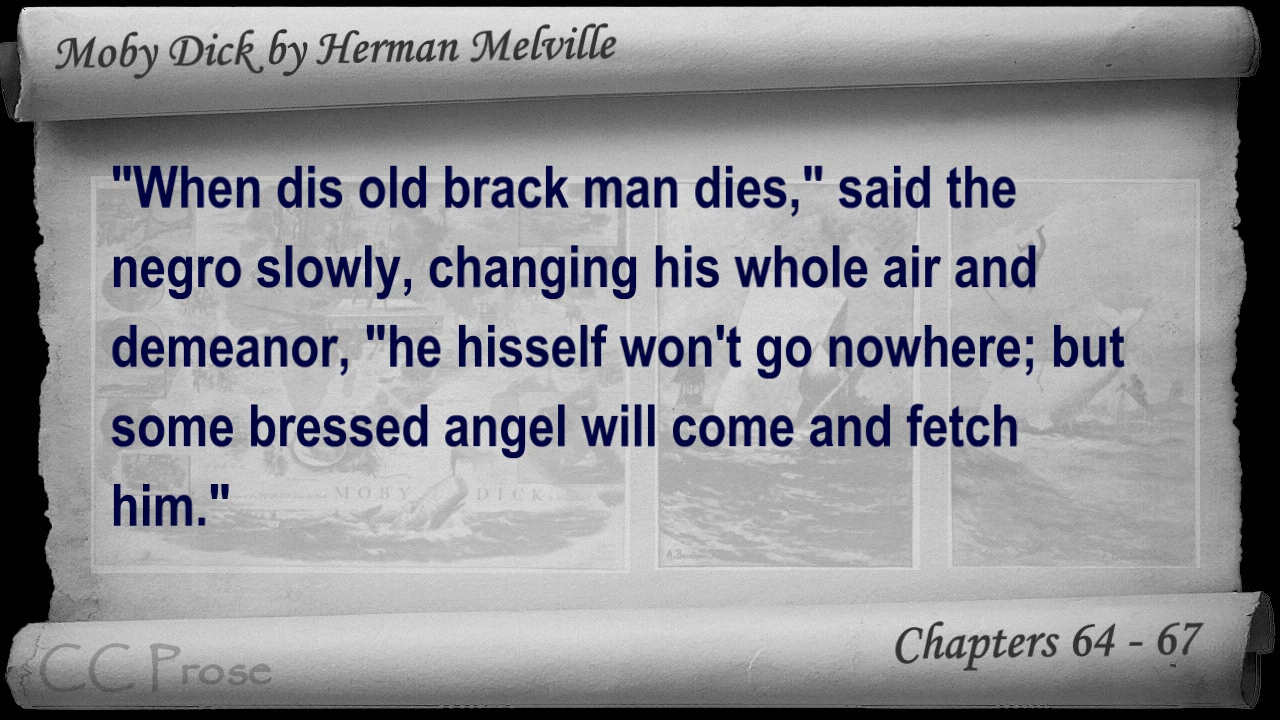 Moby Dick by Herman Melville
"When dis old brack man dies," said the
negro slowly, changing his whole air and
demeanor, "he hisself won't go nowhere; but
some bressed angel will come and fetch
him."
MOBY DICK
Chapters 64 - 67
CC Prose